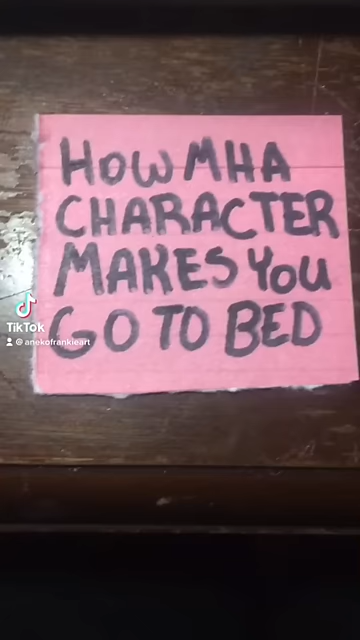 HOW MHA
CHARACTER
MAKES YOU
GO TO BED
TikTok
@ anekofrankieart